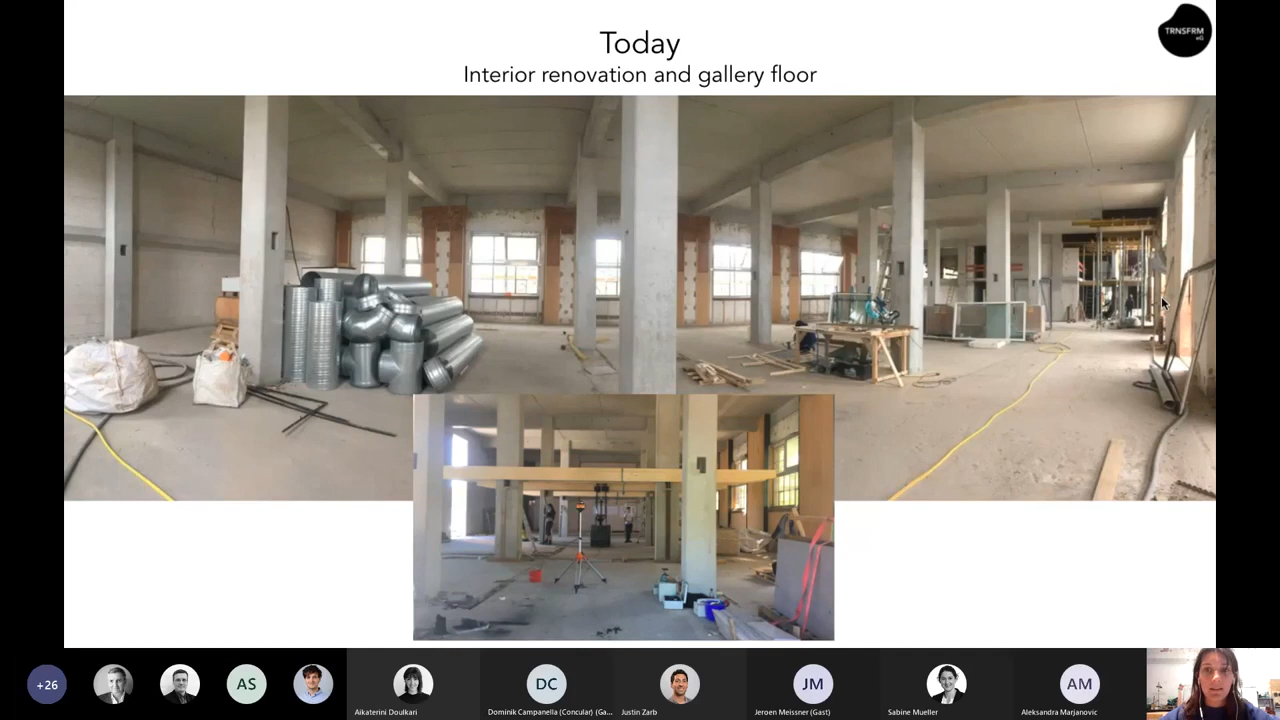 Today
Interior renovation and gallery floor
TRNSFRM
eG
+26
AS
DC
JM
AM
Aikaterini Doulkari
Dominik Campanella (Concular) (Ga...
Justin Zarb
Jeroen Meissner (Gast)
Sabine Mueller
Aleksandra Marjanovic